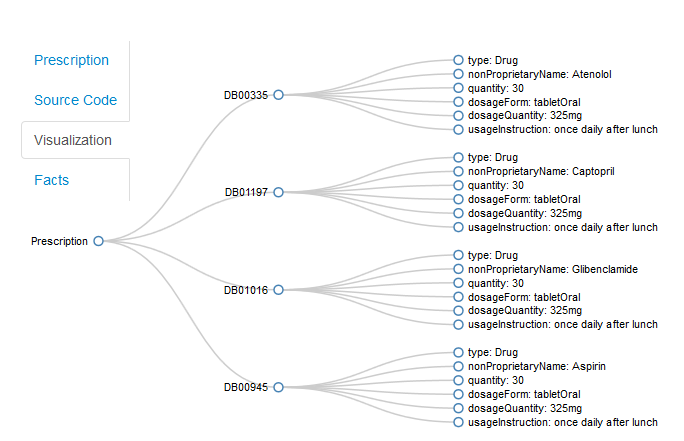 Prescription
Source Code
Visualization
Facts
Prescription
DB00335
type: Drug
nonProprietaryName: Atenolol
quantity: 30
dosageForm: tabletOral
dosageQuantity: 325mg
usageInstruction: once daily after lunch
DB01197
type: Drug
nonProprietaryName: Captopril
quantity: 30
dosageForm: tabletOral
dosageQuantity: 325mg
usageInstruction: once daily after lunch
DB01016
type: Drug
nonProprietaryName: Glibenclamide
quantity: 30
dosageForm: tabletOral
dosageQuantity: 325mg
usageInstruction: once daily after lunch
DB00945
type: Drug
nonProprietaryName: Aspirin
quantity: 30
dosageForm: tabletOral
dosageQuantity: 325mg
usageInstruction: once daily after lunch